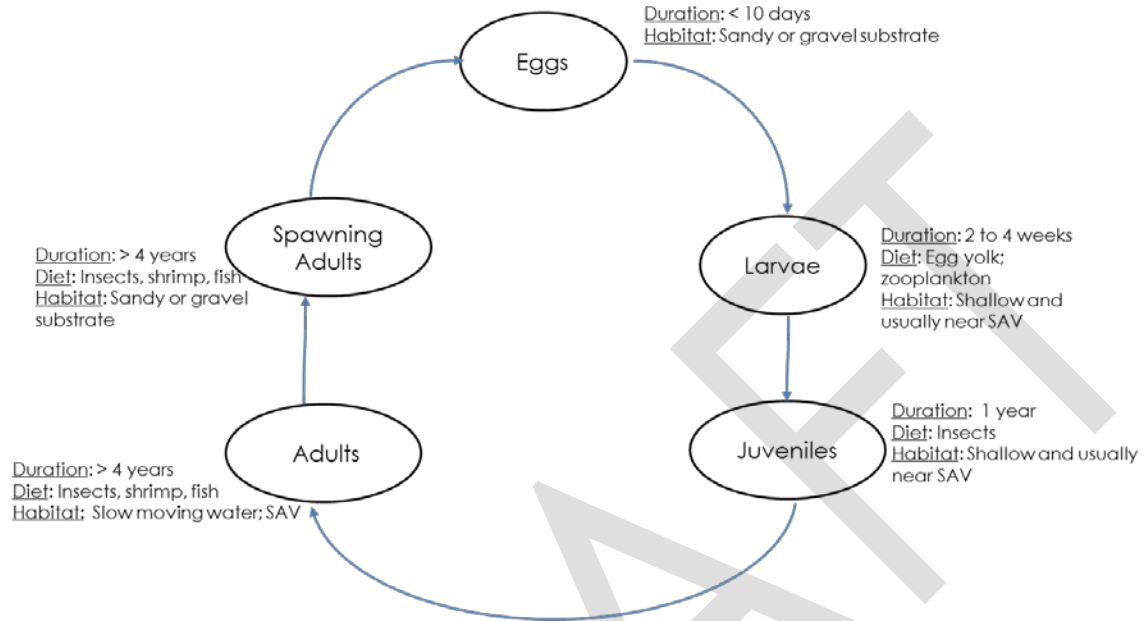 Duration: < 10 days
Habitat: Sandy or gravel substrate
Eggs
Spawning
Adults
Duration: > 4 years
Diet: Insects, shrimp, fish
Habitat: Sandy or gravel
substrate
Larvae
Duration: 2 to 4 weeks
Diet: Egg yolk;
zooplankton
Habitat: Shallow and
usually near SAV
Adults
Duration: > 4 years
Diet: Insects, shrimp, fish
Habitat: Slow moving water; SAV
Juveniles
Duration: 1 year
Diet: Insects
Habitat: Shallow and usually
near SAV